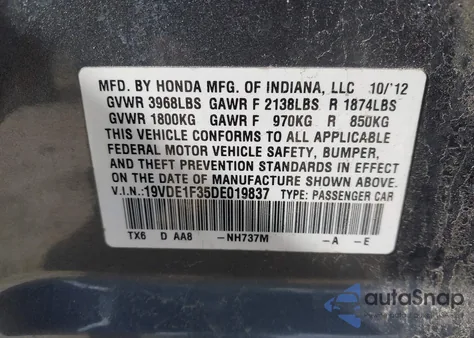 MFD. BY HONDA MFG. OF INDIANA, LLC 10/'12
GVWR 3968LBS GAWR F 2138LBS R 1874LBS
GVWR 1800KG GAWR F 970KG R 850KG
THIS VEHICLE CONFORMS TO ALL APPLICABLE
FEDERAL MOTOR VEHICLE SAFETY, BUMPER,
AND THEFT PREVENTION STANDARDS IN EFFECT
ON THE DATE OF MANUFACTURE SHOWN ABOVE.
V.I.N.:19VDE1F35DE019837 TYPE: PASSENGER CAR
TX6 D AA8 -NH737M -A -E
autoSnap